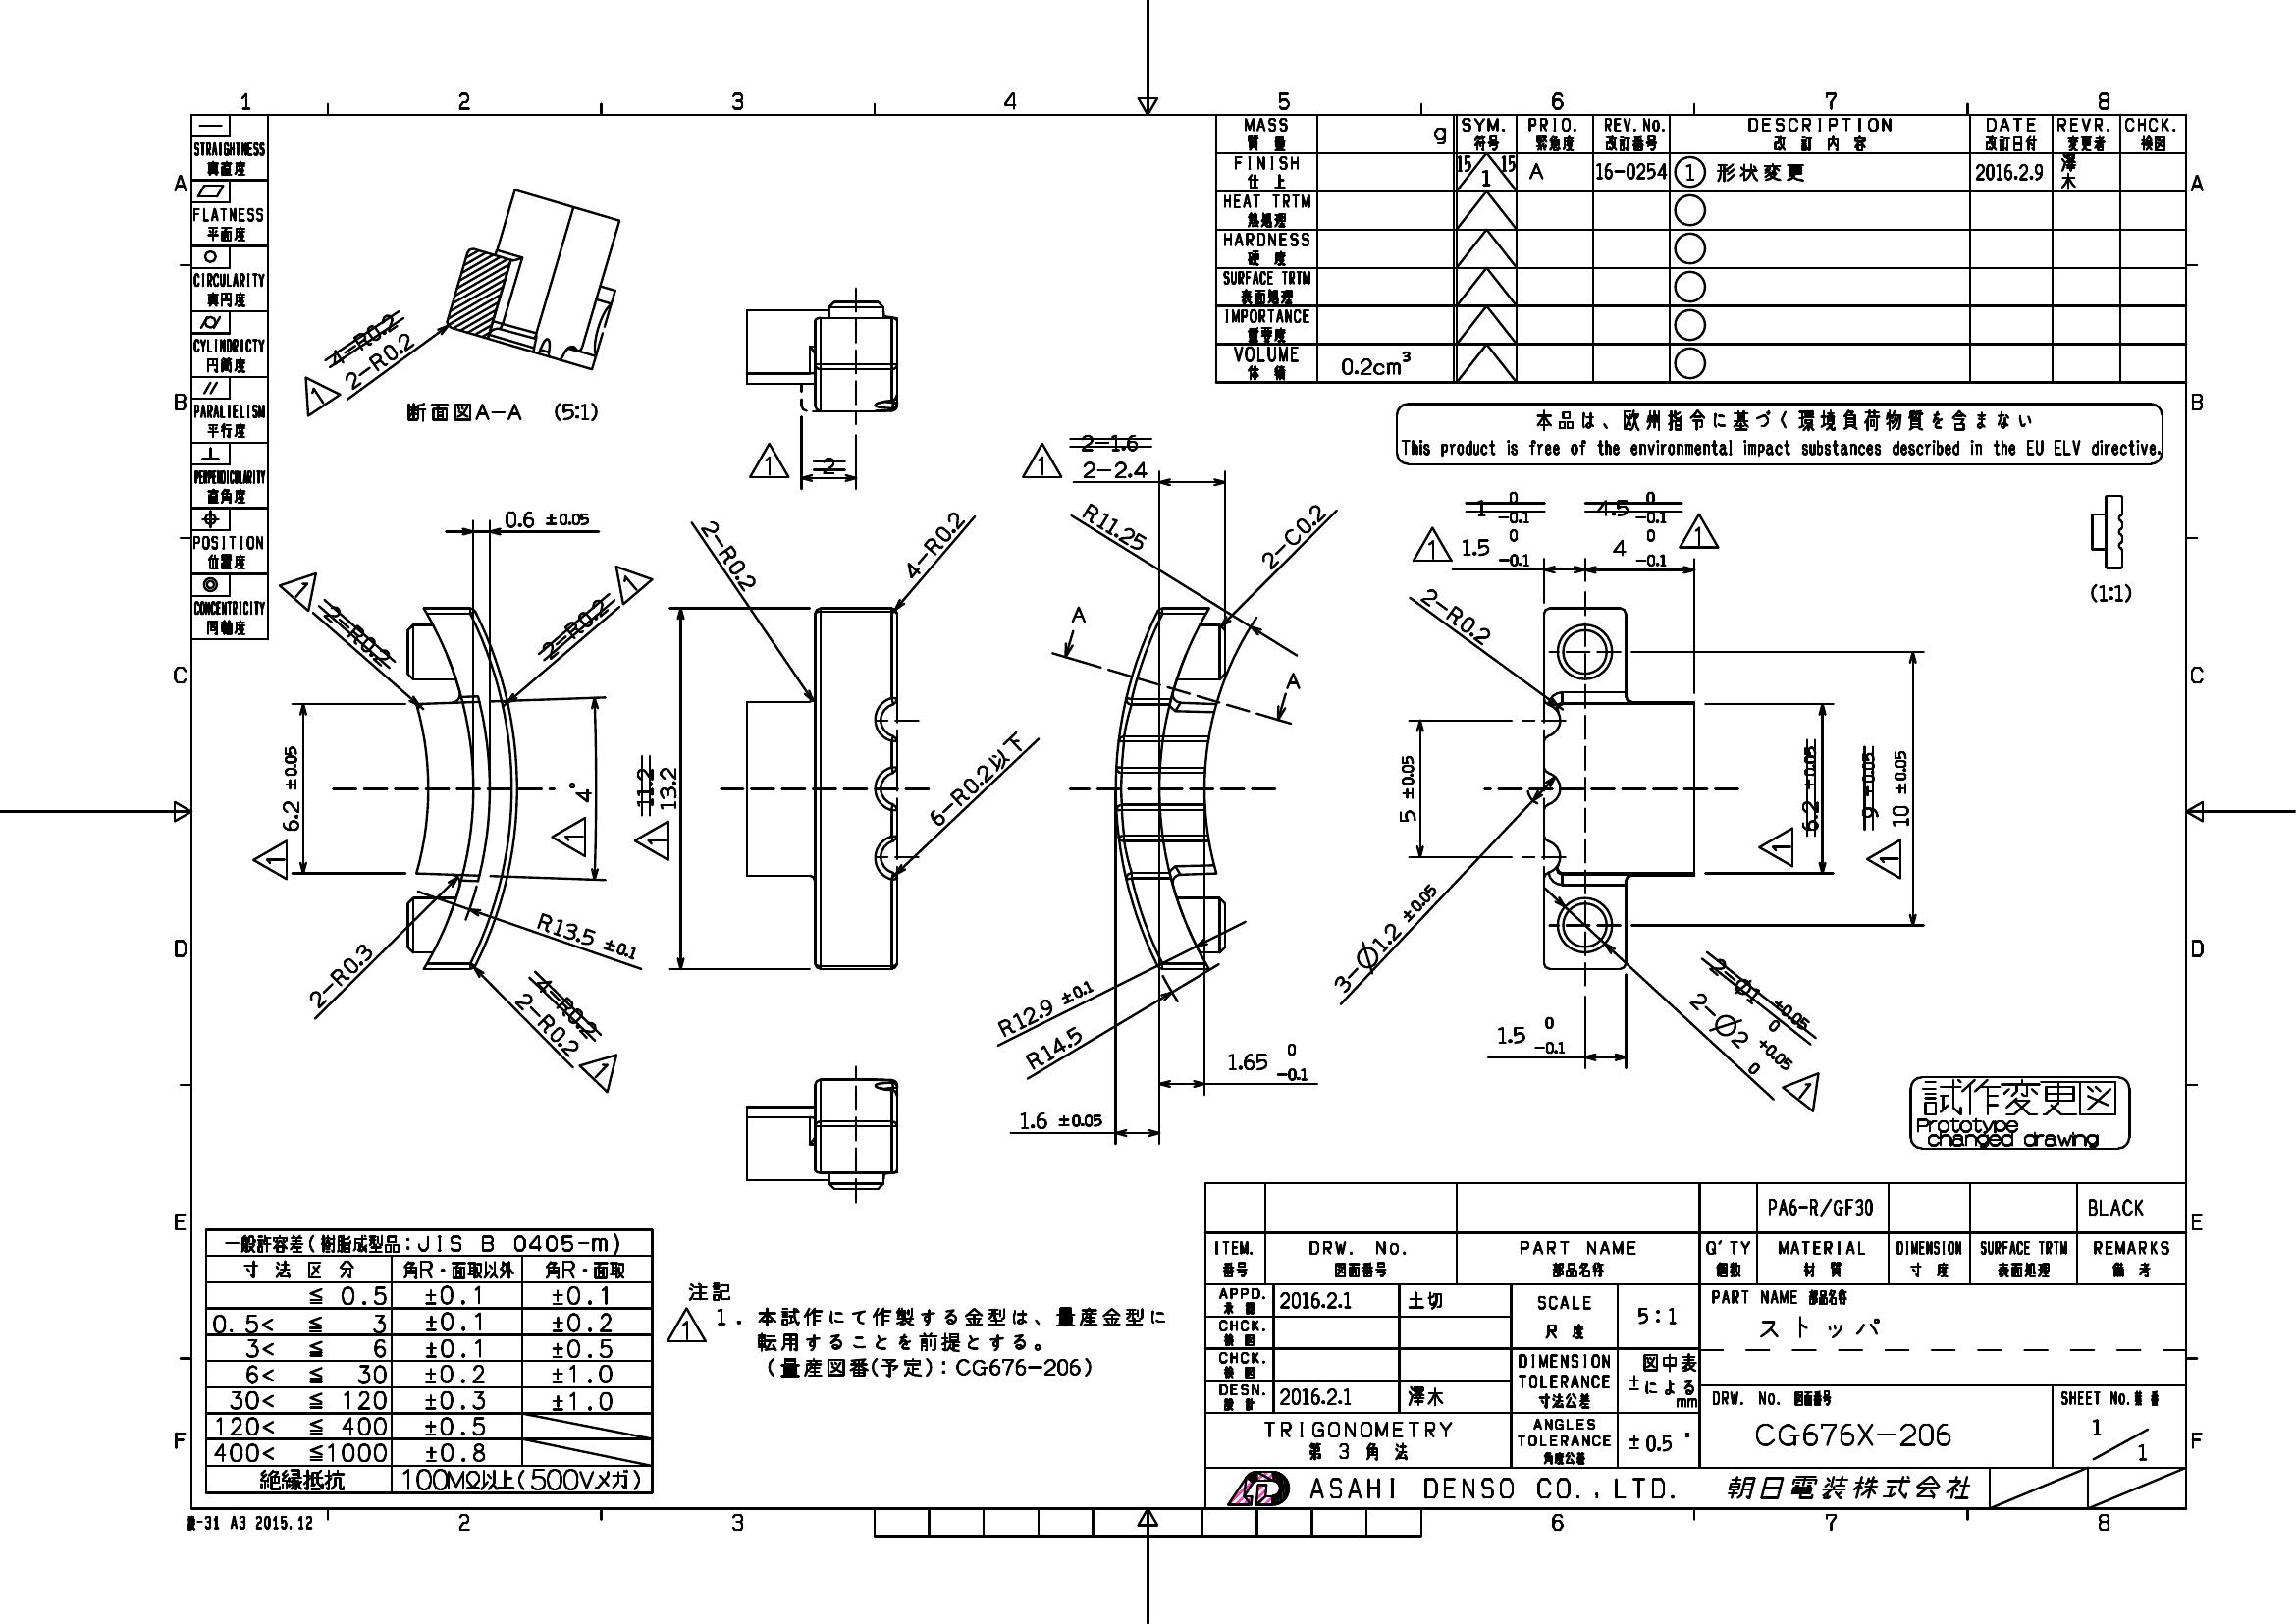 1 2 3 4 5 6 7 8
A
B
C
D
E
F
STRAIGHTNESS
真直度
FLATNESS
平面度
CIRCULARITY
真円度
CYLINDRICTY
円筒度
PARALIELISM
平行度
PERPENDICULARITY
直角度
POSITION
位置度
CONCENTRICITY
同軸度
MASS
質量
g
FINISH
仕上
HEAT TRTM
熱処理
HARDNESS
硬度
SURFACE TRTM
表面処理
IMPORTANCE
重要度
VOLUME
体積
0.2cm³
SYM. PRIO. REV.No. DESCRIPTION DATE REVR. CHCK.
符号 緊急度 改訂番号 改訂内容 改訂日付 変更者 検図
15 1 15 A 16-0254 ① 形状変更 2016.2.9 澤木
本品は、欧州指令に基づく環境負荷物質を含まない
This product is free of the environmental impact substances described in the EU ELV directive.
4-R0.2
2-R0.2
1
断面図A-A (5:1)
1
2
1
2-1.6
2-2.4
1 0 -0.1
1
1.5 0 -0.1
4.5 0 -0.1
4 0 -0.1
1
(1:1)
0.6 ±0.05
1
2-R0.2
2-R0.2
1
6.2 ±0.05
1
4°
1
2-R0.3
R13.5 ±0.1
4-R0.2
2-R0.2
1
2-R0.2
4-R0.2
11.2
13.2
1
6-R0.2以下
R11.25
2-C0.2
A
A
R12.9 ±0.1
R14.5
1.65 0 -0.1
1.6 ±0.05
2-R0.2
5 ±0.05
3-∅1.2 ±0.05
6.2 ±0.05
1
9 ±0.05
10 ±0.05
1
1.5 0 -0.1
2-∅1 +0.05 0
2-∅2 +0.05 0
1
試作変更図
Prototype
changed drawing
一般許容差(樹脂成型品:JIS B 0405-m)
寸法区分 角R・面取以外 角R・面取
≦ 0.5 ±0.1 ±0.1
0.5< ≦ 3 ±0.1 ±0.2
3< ≦ 6 ±0.1 ±0.5
6< ≦ 30 ±0.2 ±1.0
30< ≦ 120 ±0.3 ±1.0
120< ≦ 400 ±0.5
400< ≦1000 ±0.8
絶縁抵抗 100MΩ以上(500Vメガ)
注記
1 1. 本試作にて作製する金型は、量産金型に
転用することを前提とする。
(量産図番(予定):CG676-206)
PA6-R/GF30 BLACK
ITEM. DRW. No. PART NAME Q'TY MATERIAL DIMENSION SURFACE TRTM REMARKS
番号 図面番号 部品名称 個数 材質 寸度 表面処理 備考
APPD.
承認
2016.2.1 土切
CHCK.
検図
CHCK.
検図
DESN.
設計
2016.2.1 澤木
SCALE
尺度
5:1
DIMENSION
TOLERANCE
寸法公差
図中表
±による
mm
TRIGONOMETRY
第3角法
ANGLES
TOLERANCE
角度公差
±0.5°
PART NAME 部品名称
ストッパ
DRW. No. 図面番号
CG676X-206
SHEET No.葉番
1/1
ASAHI DENSO CO.,LTD.
朝日電装株式会社
-31 A3 2015.12
2 3 6 7 8